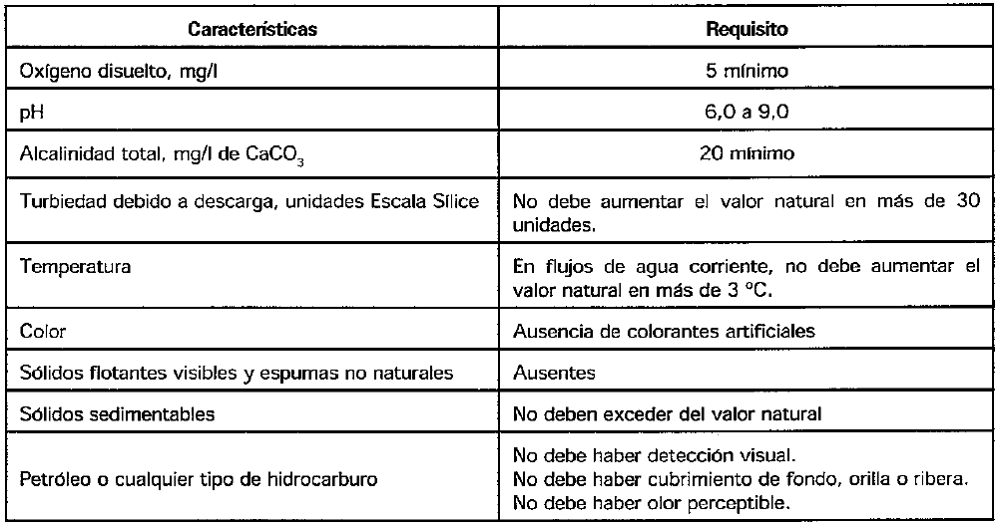 Características Requisito
Oxígeno disuelto, mg/l 5 mínimo
pH 6,0 a 9,0
Alcalinidad total, mg/l de CaCO3 20 mínimo
Turbiedad debido a descarga, unidades Escala Sílice No debe aumentar el valor natural en más de 30
unidades.
Temperatura En flujos de agua corriente, no debe aumentar el
valor natural en más de 3 ºC.
Color Ausencia de colorantes artificiales
Sólidos flotantes visibles y espumas no naturales Ausentes
Sólidos sedimentables No deben exceder del valor natural
Petróleo o cualquier tipo de hidrocarburo
No debe haber detección visual.
No debe haber cubrimiento de fondo, orilla o ribera.
No debe haber olor perceptible.